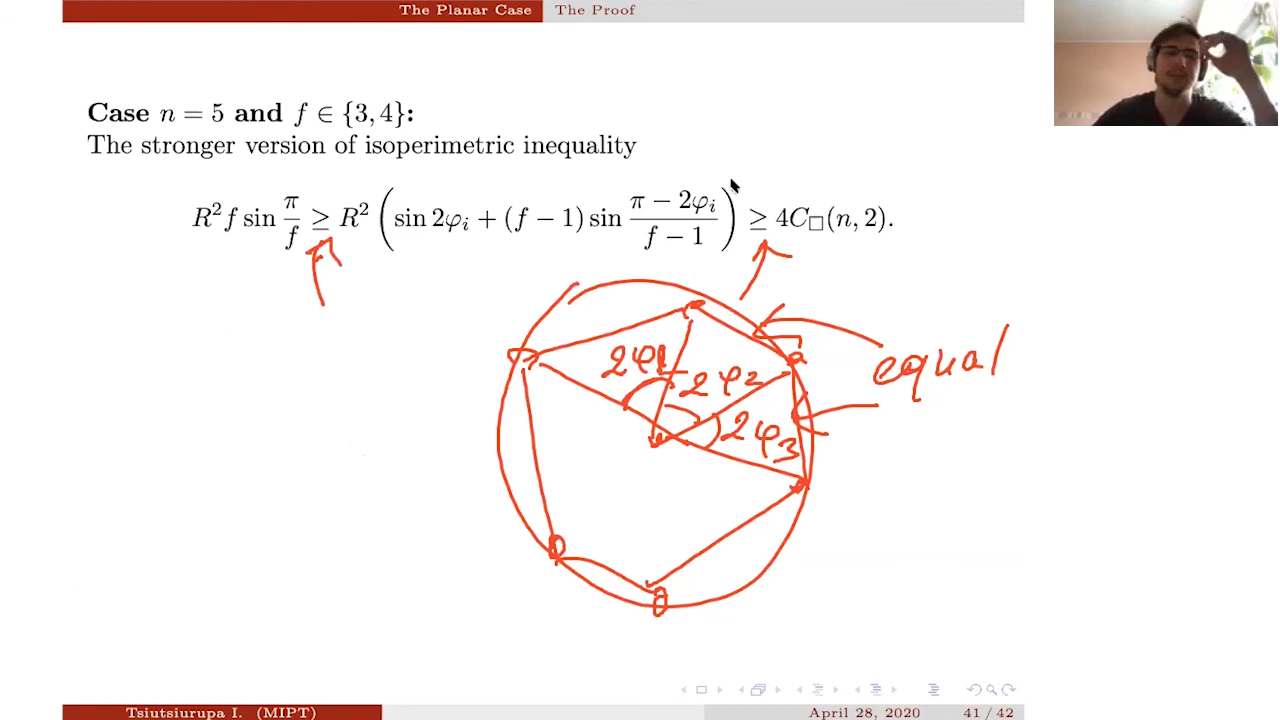 The Planar Case The Proof
Case n = 5 and f ∈ {3, 4}:
The stronger version of isoperimetric inequality
R² f sin π/f ≥ R² ( sin 2φᵢ + (f − 1) sin (π − 2φᵢ)/(f − 1) ) ≥ 4C□(n, 2).
equal
2φ1
2φ2
2φ3
Tsiutsiurupa I. (MIPT) April 28, 2020 41 / 42